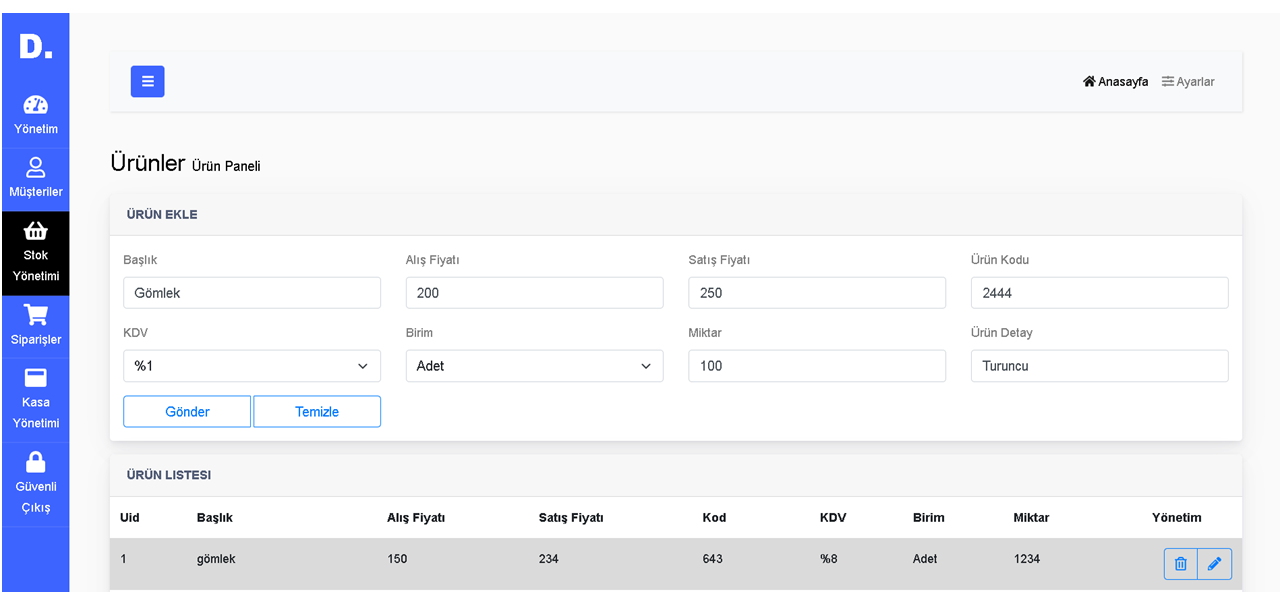 D.
Yönetim
Müşteriler
Stok
Yönetimi
Siparişler
Kasa
Yönetimi
Güvenli
Çıkış
Anasayfa Ayarlar
Ürünler Ürün Paneli
ÜRÜN EKLE
Başlık Alış Fiyatı Satış Fiyatı Ürün Kodu
Gömlek 200 250 2444
KDV Birim Miktar Ürün Detay
%1 Adet 100 Turuncu
Gönder Temizle
ÜRÜN LISTESI
Uid Başlık Alış Fiyatı Satış Fiyatı Kod KDV Birim Miktar Yönetim
1 gömlek 150 234 643 %8 Adet 1234